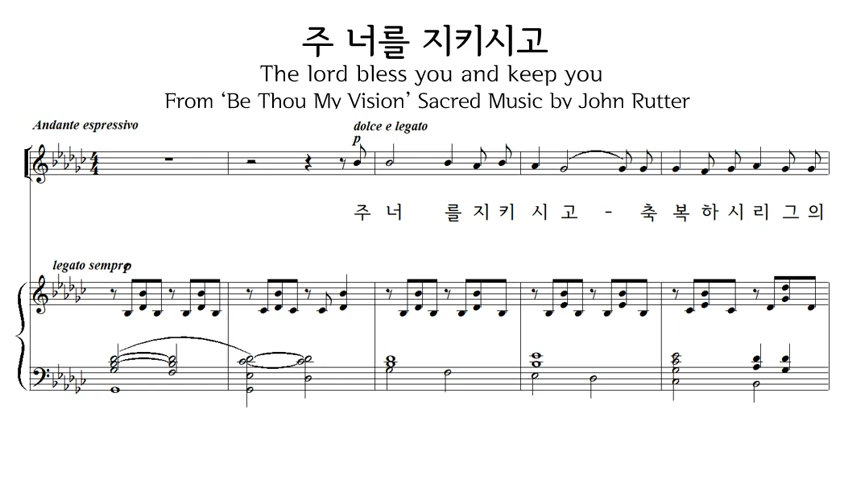 주 너를 지키시고
The lord bless you and keep you
From ‘Be Thou My Vision’ Sacred Music by John Rutter
Andante espressivo
dolce e legato
p
주 너 를 지 키 시 고 - 축 복 하 시 리 그 의
legato sempre
p